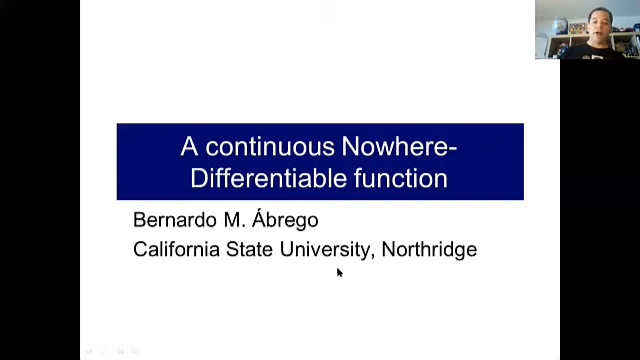 A continuous Nowhere-
Differentiable function
Bernardo M. Ábrego
California State University, Northridge